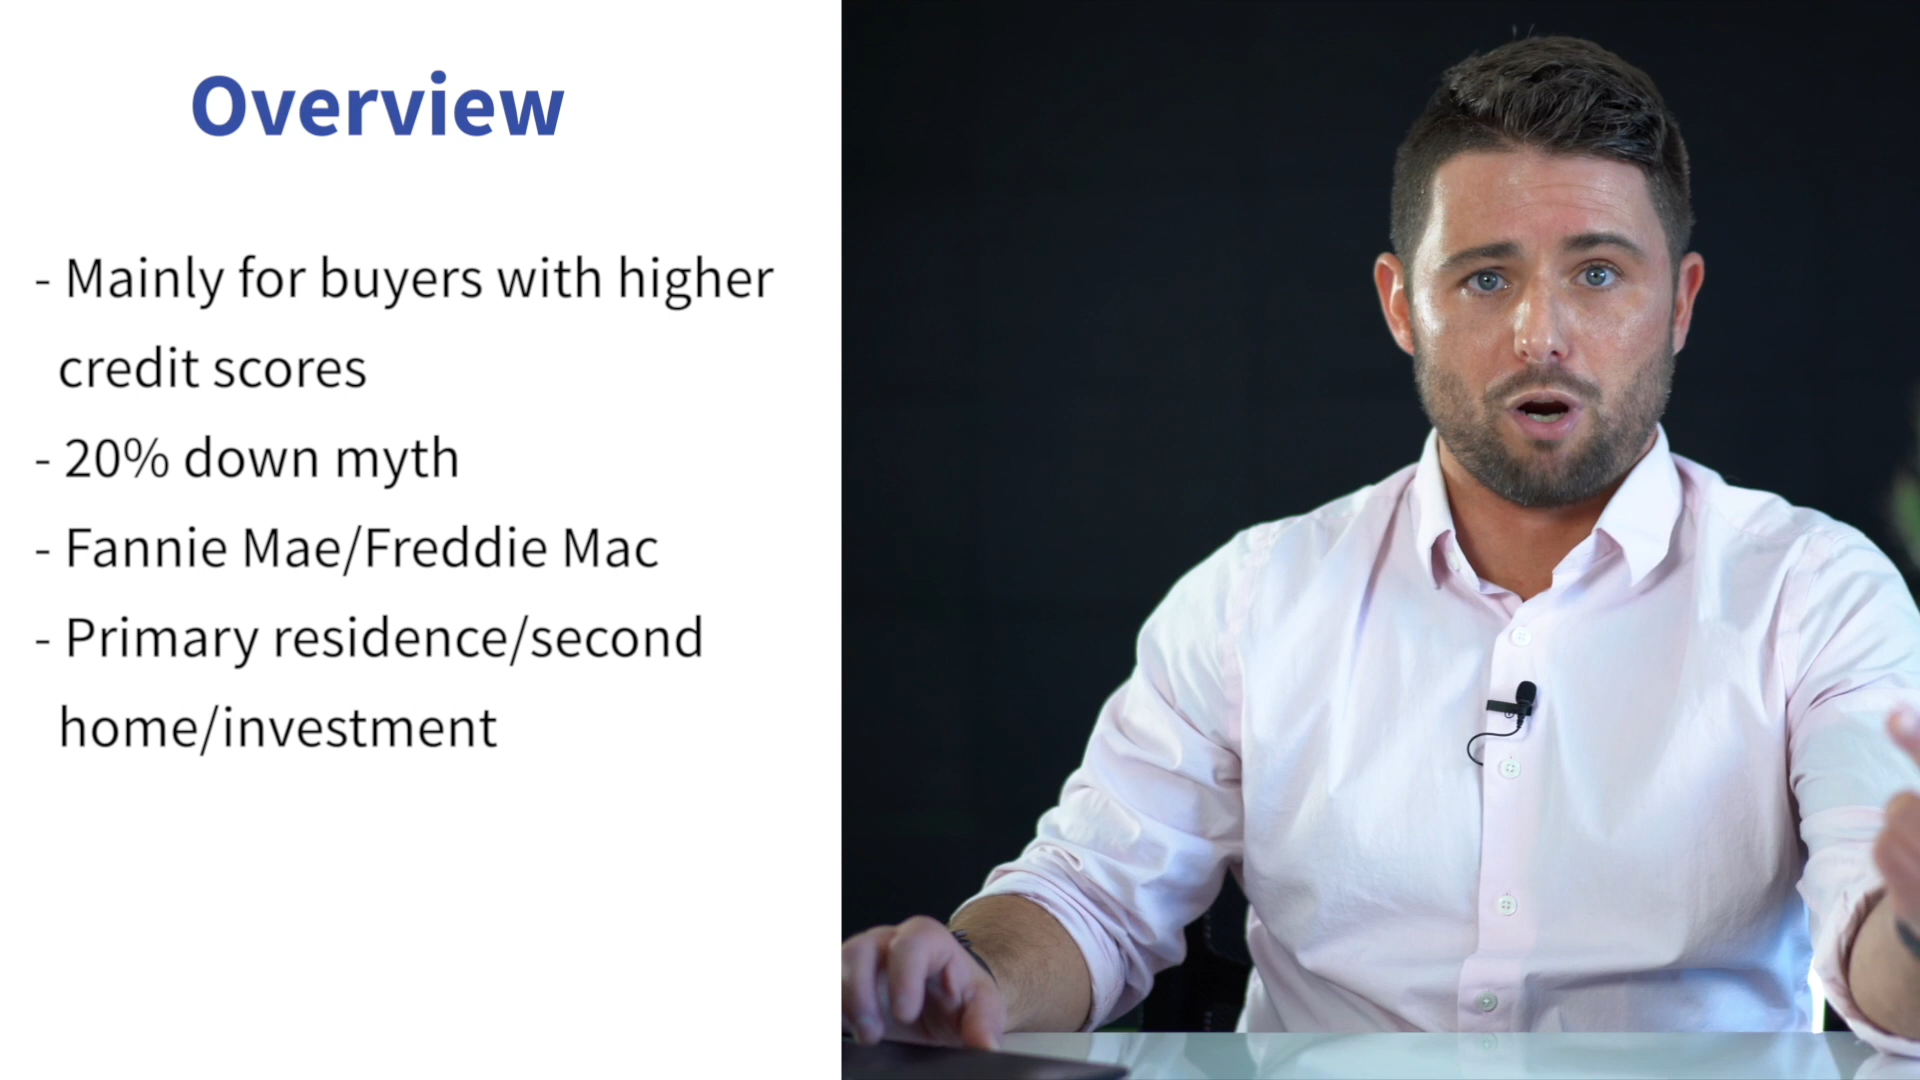 Overview
- Mainly for buyers with higher
credit scores
- 20% down myth
- Fannie Mae/Freddie Mac
- Primary residence/second
home/investment